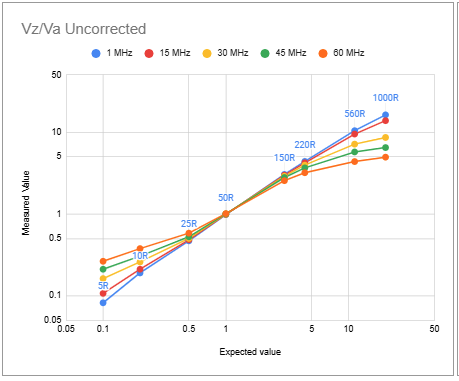 Vz/Va Uncorrected
1 MHz 15 MHz 30 MHz 45 MHz 60 MHz
50
1000R
560R
10
220R
5
150R
50R
1
25R
0.5
10R
5R
0.1
0.05
0.05 0.1 0.5 1 5 10 50
Measured Value
Expected value